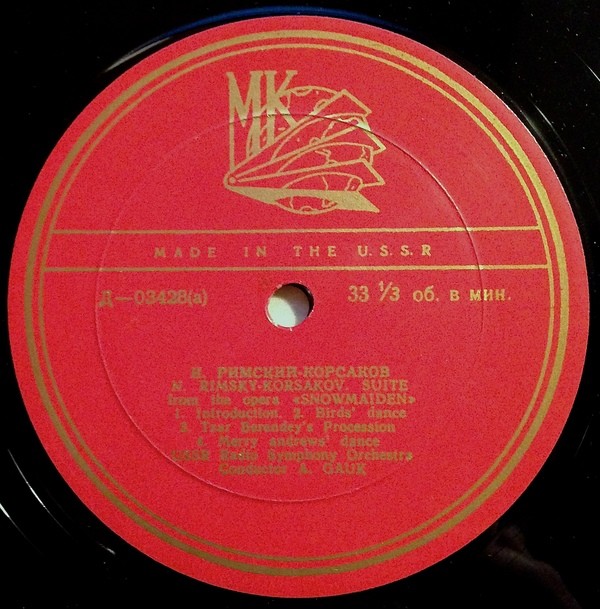 МК
MADE IN THE U.S.S.R
Д—03428(а)
33 ⅓ об. в мин.
Н. РИМСКИЙ-КОРСАКОВ
N. RIMSKY-KORSAKOV. SUITE
from the opera «SNOWMAIDEN»
1. Introduction. 2. Birds' dance
3. Tsar Berendey's Procession
4. Merry andrews' dance
USSR Radio Symphony Orchestra
Conductor A. GAUK